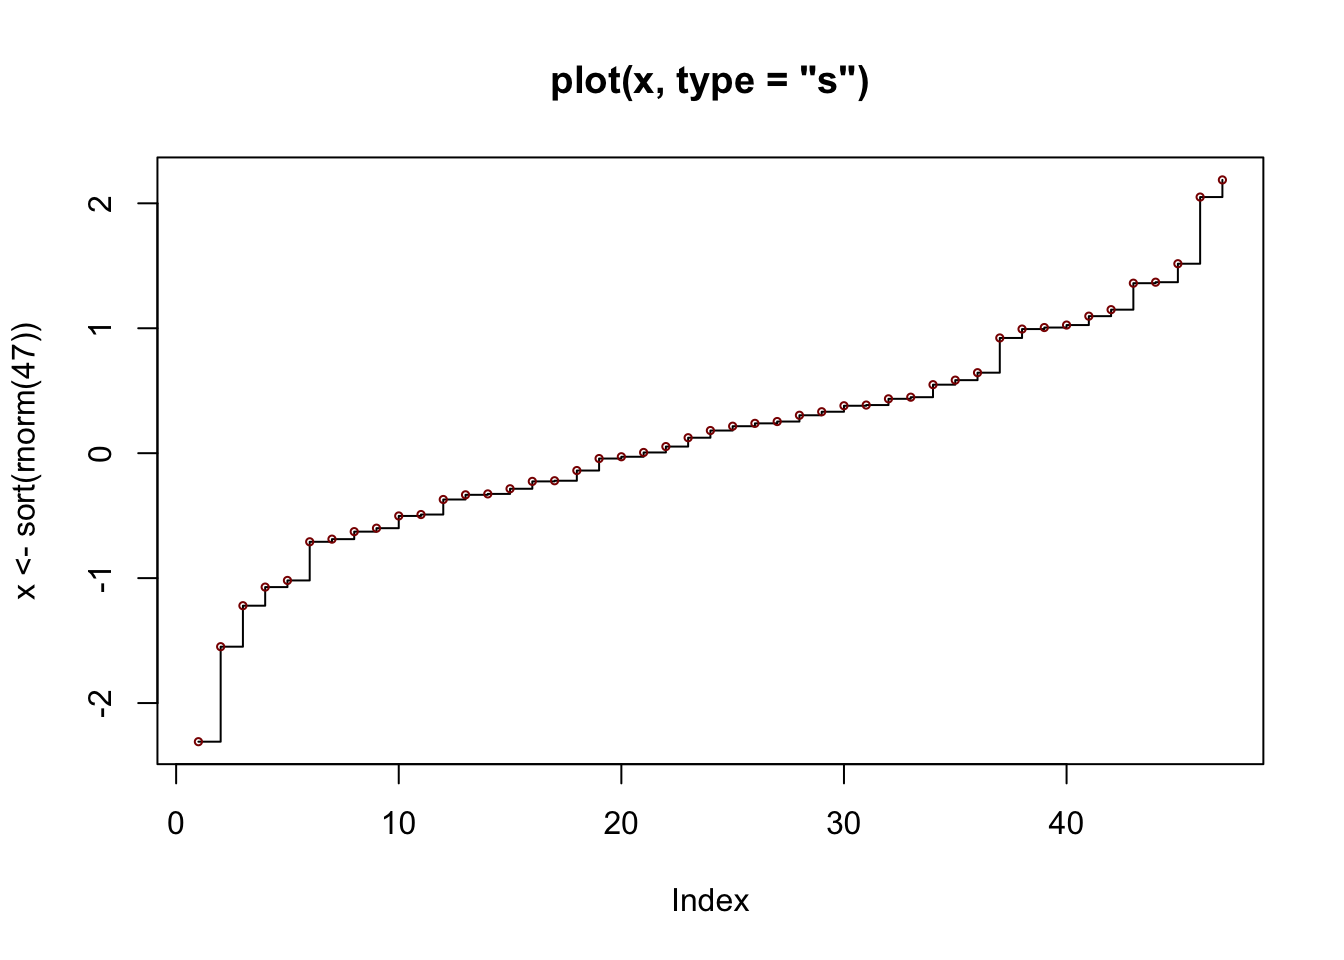 plot(x, type = "s")
x <- sort(rnorm(47))
2
1
0
-1
-2
0 10 20 30 40
Index